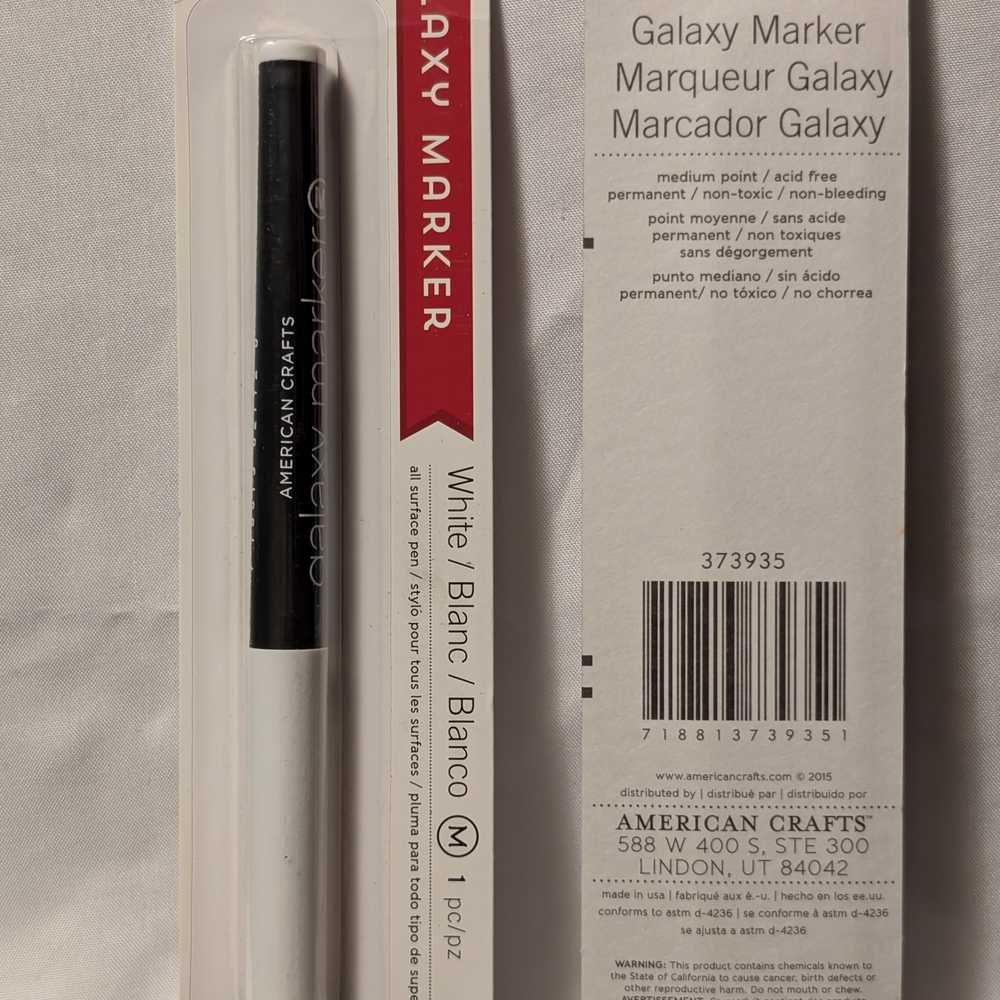 LAXY MARKER
AMERICAN CRAFTS
galaxy marker®
White / Blanc / Blanco M 1 pc/pz
all surface pen / stylo pour tous les surfaces / pluma para todo tipo de supe
Galaxy Marker
Marqueur Galaxy
Marcador Galaxy
medium point / acid free
permanent / non-toxic / non-bleeding
point moyenne / sans acide
permanent / non toxiques
sans dégorgement
punto mediano / sin ácido
permanent/ no tóxico / no chorrea
373935
718813739351
www.americancrafts.com © 2015
distributed by | distribué par | distribuido por
AMERICAN CRAFTS™
588 W 400 S, STE 300
LINDON, UT 84042
made in usa | fabriqué aux é.-u. | hecho en los ee.uu.
conforms to astm d-4236 | se conforme à astm d-4236
se ajusta a astm d-4236
WARNING: This product contains chemicals known to
the State of California to cause cancer, birth defects or
other reproductive harm. Do not mouth or chew.